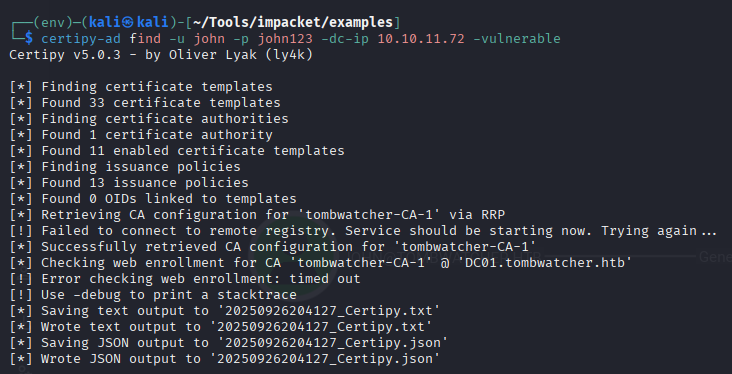 ┌──(env)─(kali㉿kali)-[~/Tools/impacket/examples]
└─$ certipy-ad find -u john -p john123 -dc-ip 10.10.11.72 -vulnerable
Certipy v5.0.3 - by Oliver Lyak (ly4k)

[*] Finding certificate templates
[*] Found 33 certificate templates
[*] Finding certificate authorities
[*] Found 1 certificate authority
[*] Found 11 enabled certificate templates
[*] Finding issuance policies
[*] Found 13 issuance policies
[*] Found 0 OIDs linked to templates
[*] Retrieving CA configuration for 'tombwatcher-CA-1' via RRP
[!] Failed to connect to remote registry. Service should be starting now. Trying again...
[*] Successfully retrieved CA configuration for 'tombwatcher-CA-1'
[*] Checking web enrollment for CA 'tombwatcher-CA-1' @ 'DC01.tombwatcher.htb'
[!] Error checking web enrollment: timed out
[!] Use -debug to print a stacktrace
[*] Saving text output to '20250926204127_Certipy.txt'
[*] Wrote text output to '20250926204127_Certipy.txt'
[*] Saving JSON output to '20250926204127_Certipy.json'
[*] Wrote JSON output to '20250926204127_Certipy.json'